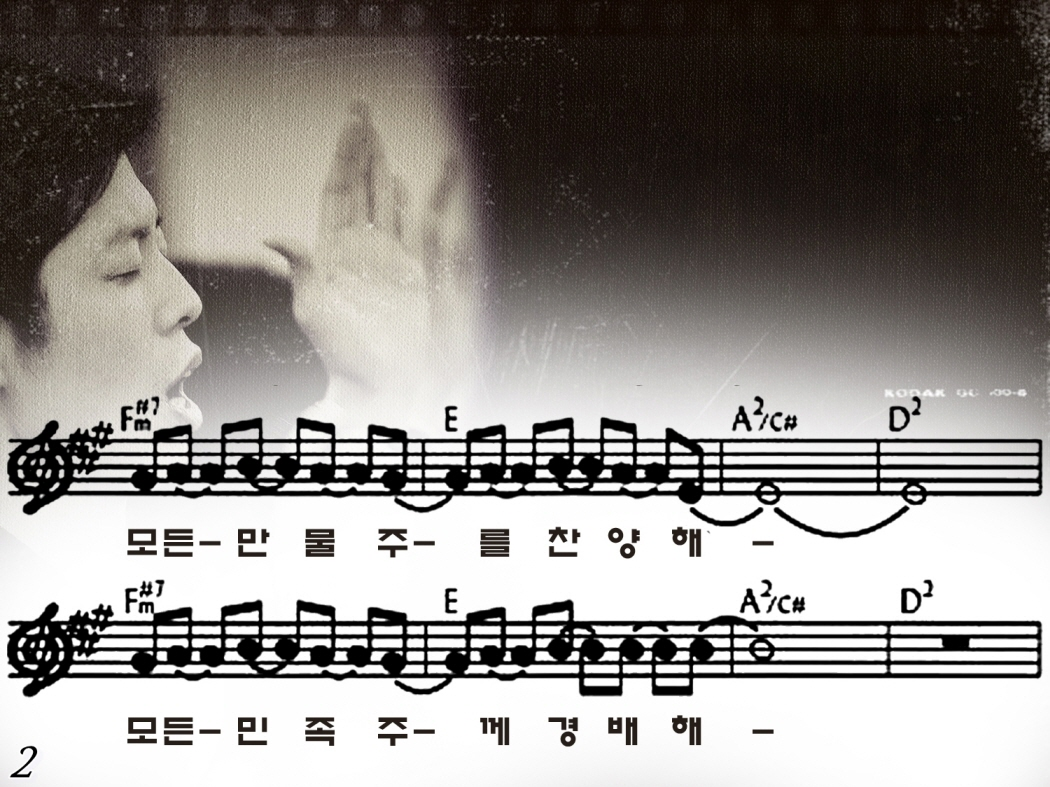 KODAK
F#m7 E A2/C# D2
모든- 만 물 주- 를 찬 양 해 -
F#m7 E A2/C# D2
모든- 민 족 주- 께 경 배 해 -
2